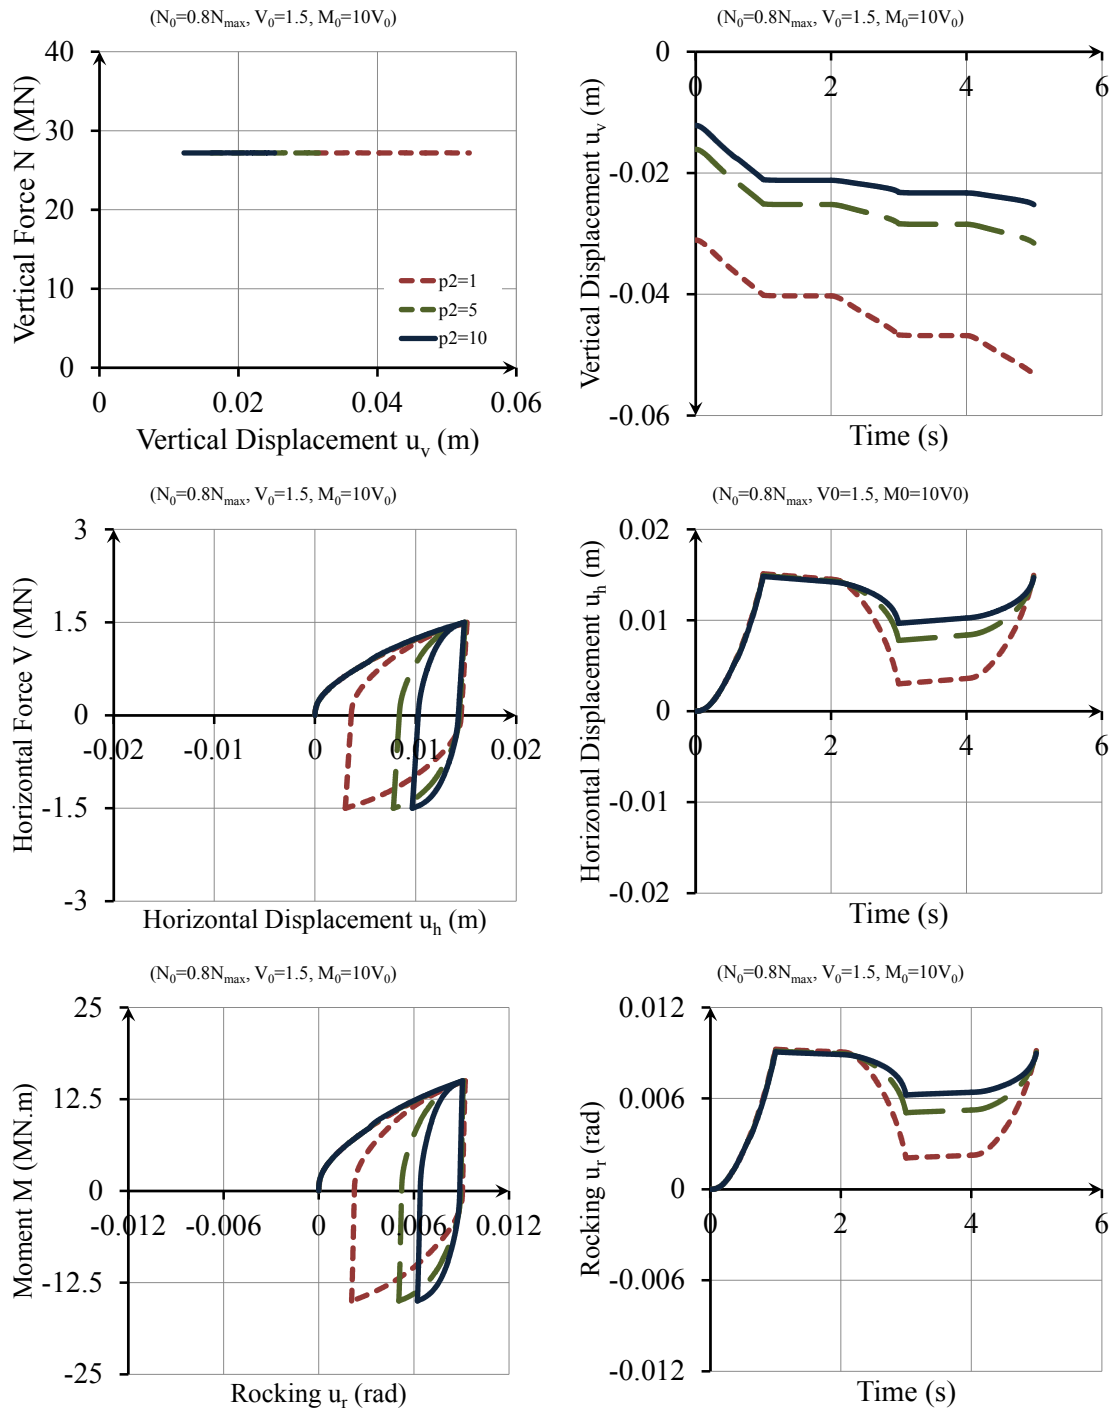 (N₀=0.8Nₘₐₓ, V₀=1.5, M₀=10V₀)
40
30
20
10
0
0
0.02
0.04
0.06
Vertical Force N (MN)
Vertical Displacement uᵥ (m)
p2=1
p2=5
p2=10
(N₀=0.8Nₘₐₓ, V₀=1.5, M₀=10V₀)
0
-0.02
-0.04
-0.06
0
2
4
6
Vertical Displacement uᵥ (m)
Time (s)
(N₀=0.8Nₘₐₓ, V₀=1.5, M₀=10V₀)
3
1.5
0
-1.5
-3
-0.02
-0.01
0
0.01
0.02
Horizontal Force V (MN)
Horizontal Displacement uₕ (m)
(N₀=0.8Nₘₐₓ, V0=1.5, M0=10V0)
0.02
0.01
0
-0.01
-0.02
0
2
4
6
Horizontal Displacement uₕ (m)
Time (s)
(N₀=0.8Nₘₐₓ, V₀=1.5, M₀=10V₀)
25
12.5
0
-12.5
-25
-0.012
-0.006
0
0.006
0.012
Moment M (MN.m)
Rocking uᵣ (rad)
(N₀=0.8Nₘₐₓ, V₀=1.5, M₀=10V₀)
0.012
0.006
0
-0.006
-0.012
0
2
4
6
Rocking uᵣ (rad)
Time (s)